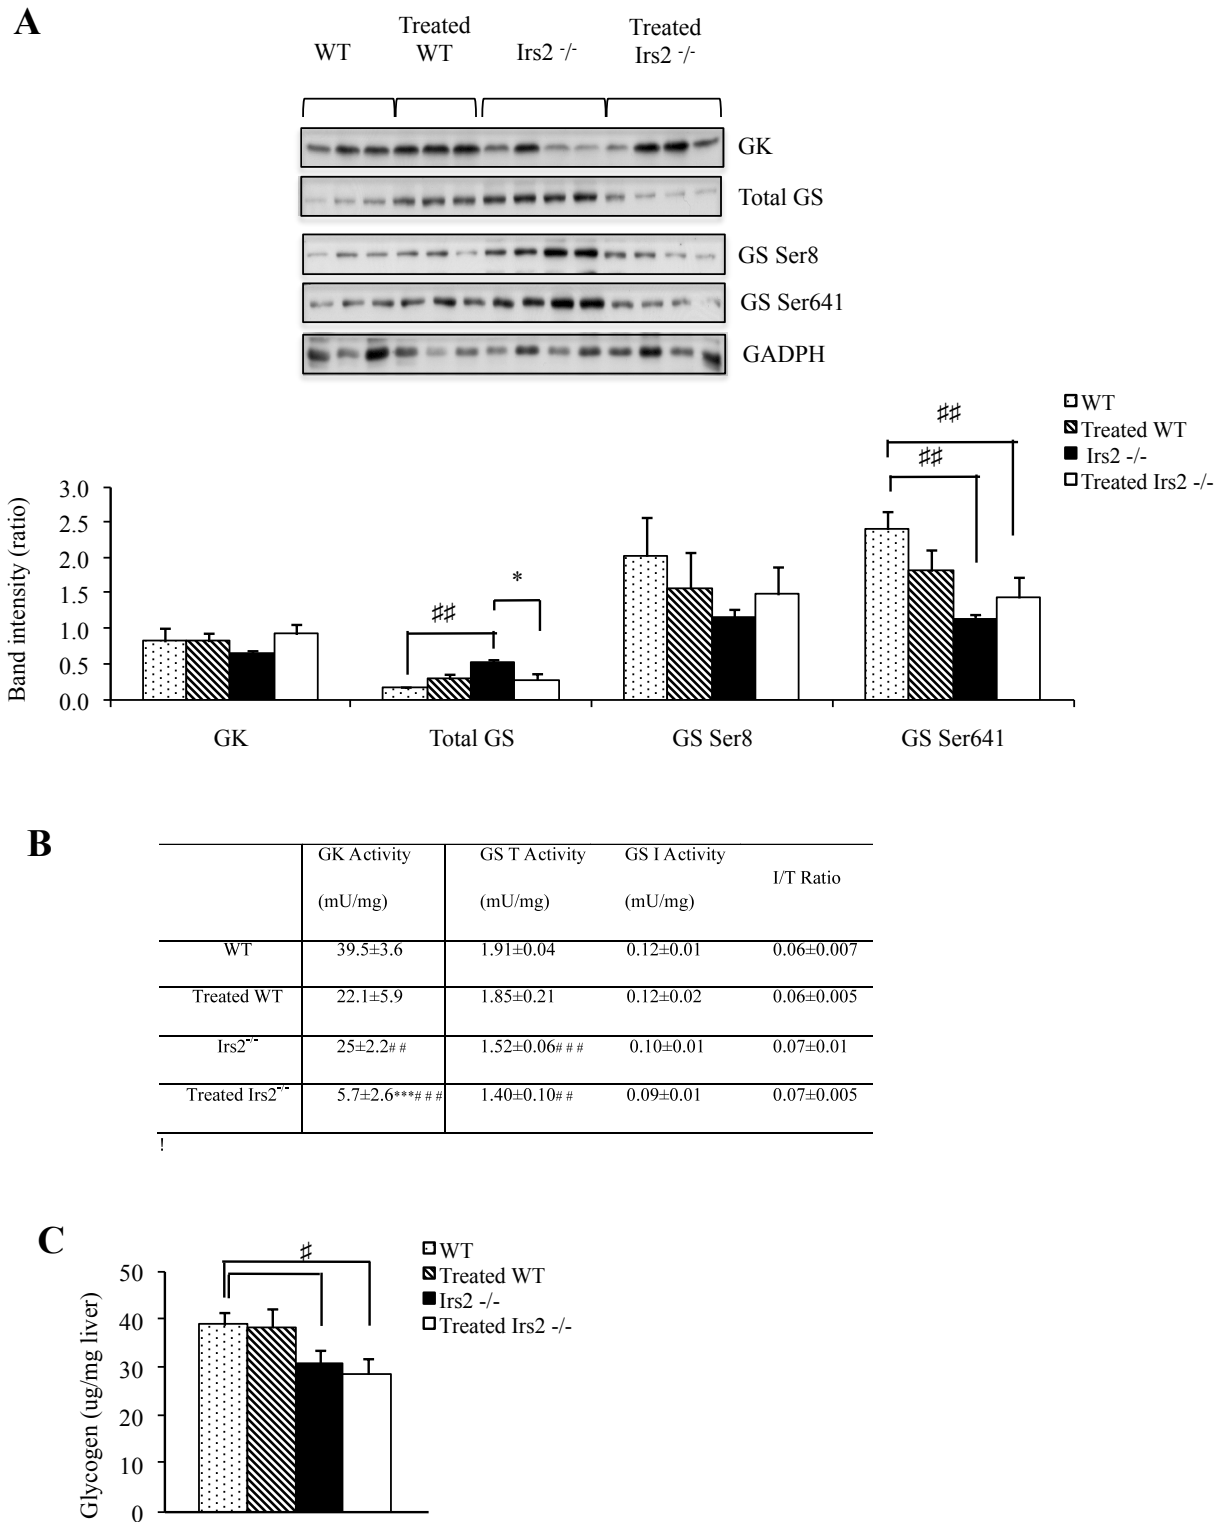 A
WT
Treated
WT
Irs2 -/-
Treated
Irs2 -/-
GK
Total GS
GS Ser8
GS Ser641
GADPH
WT
Treated WT
Irs2 -/-
Treated Irs2 -/-
♯♯
♯♯
♯♯
*
Band intensity (ratio)
3.0
2.5
2.0
1.5
1.0
0.5
0.0
GK Total GS GS Ser8 GS Ser641
B
GK Activity GS T Activity GS I Activity I/T Ratio
(mU/mg) (mU/mg) (mU/mg)
WT 39.5±3.6 1.91±0.04 0.12±0.01 0.06±0.007
Treated WT 22.1±5.9 1.85±0.21 0.12±0.02 0.06±0.005
Irs2-/- 25±2.2## 1.52±0.06### 0.10±0.01 0.07±0.01
Treated Irs2-/- 5.7±2.6***### 1.40±0.10## 0.09±0.01 0.07±0.005
!
C
♯
WT
Treated WT
Irs2 -/-
Treated Irs2 -/-
Glycogen (ug/mg liver)
50
40
30
20
10
0